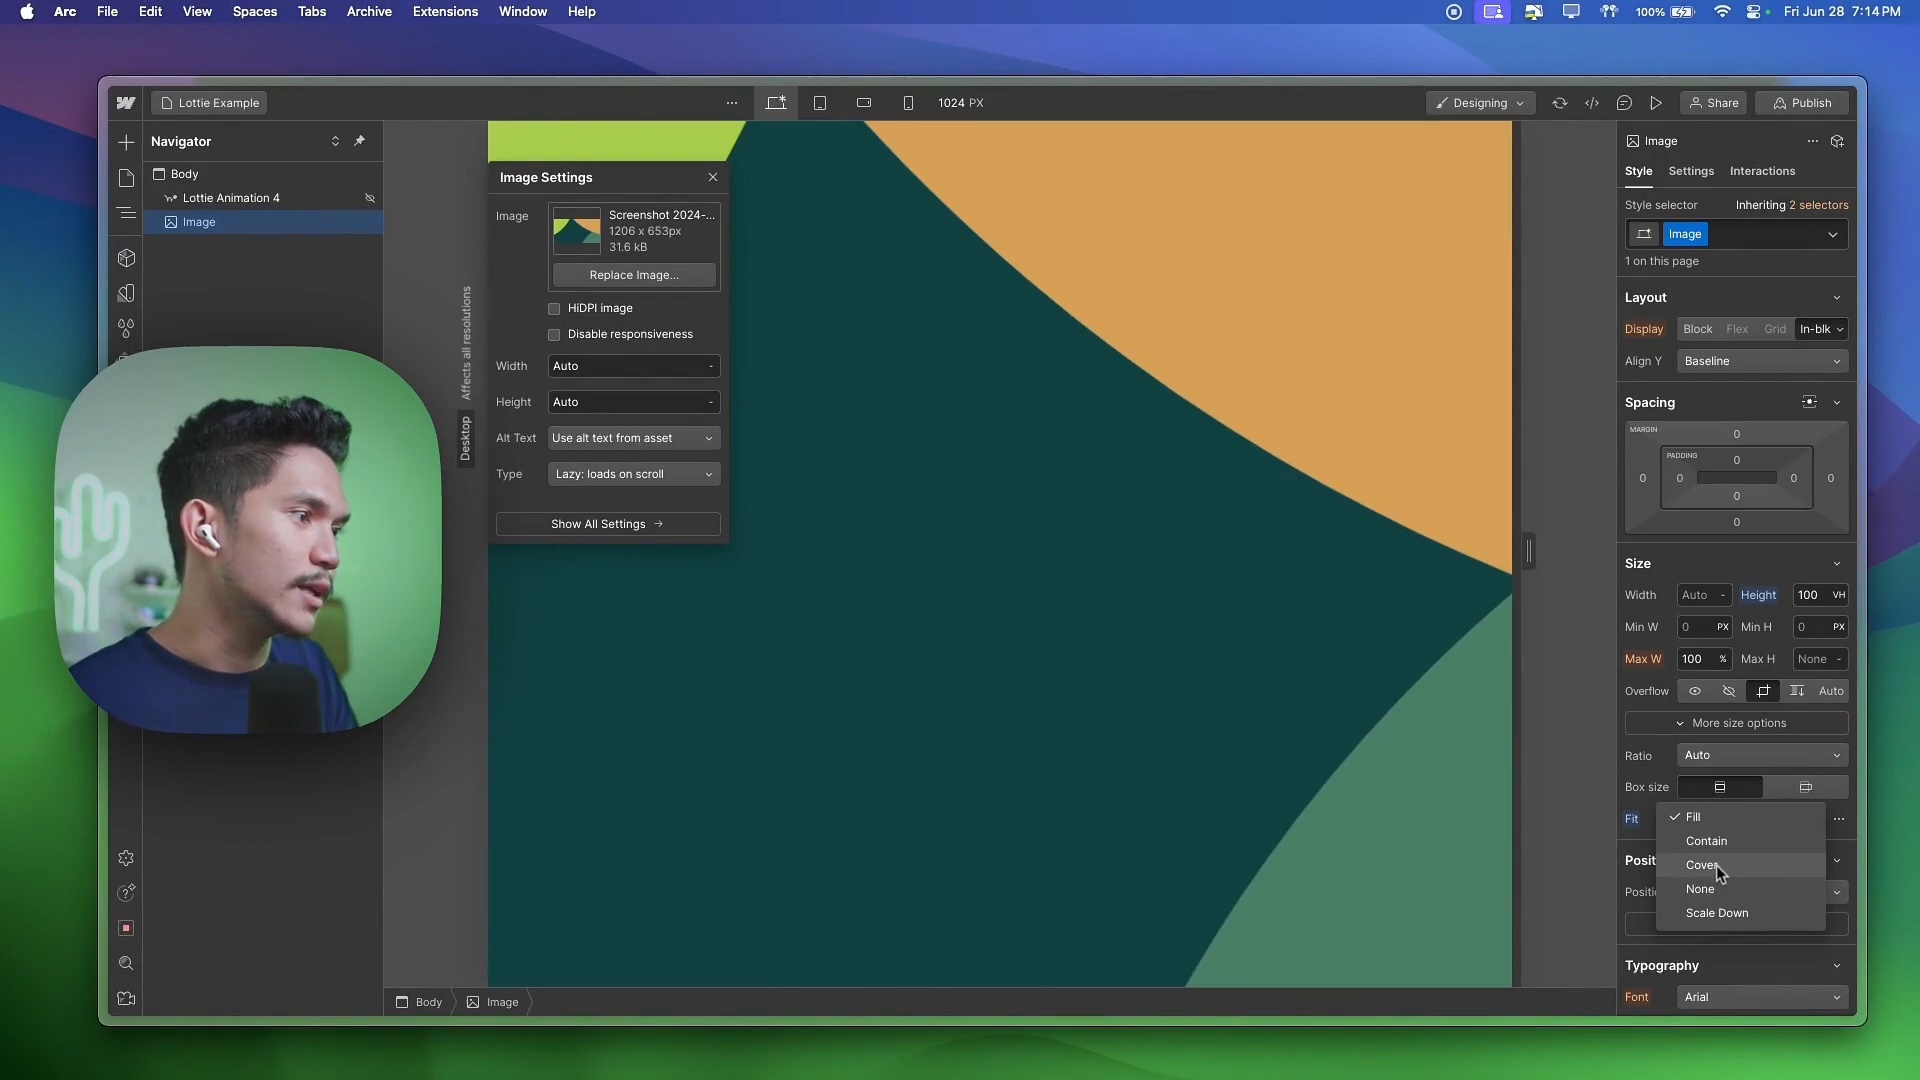 Arc File Edit View Spaces Tabs Archive Extensions Window Help
100% Fri Jun 28 7:14 PM
Lottie Example
1024 PX
Designing
Share
Publish
Navigator
Body
Lottie Animation 4
Image
Desktop
Affects all resolutions
Image Settings
Image
Screenshot 2024-...
1206 x 653px
31.6 kB
Replace Image...
HiDPI image
Disable responsiveness
Width Auto -
Height Auto -
Alt Text Use alt text from asset
Type Lazy: loads on scroll
Show All Settings
Image
Style Settings Interactions
Style selector Inheriting 2 selectors
Image
1 on this page
Layout
Display Block Flex Grid In-blk
Align Y Baseline
Spacing
MARGIN
0
PADDING
0
0 0 0 0
0
0
Size
Width Auto - Height 100 VH
Min W 0 PX Min H 0 PX
Max W 100 % Max H None -
Overflow Auto
More size options
Ratio Auto
Box size
Fit
Fill
Contain
Cover
None
Scale Down
Posit
Positi
Typography
Font Arial
Body Image